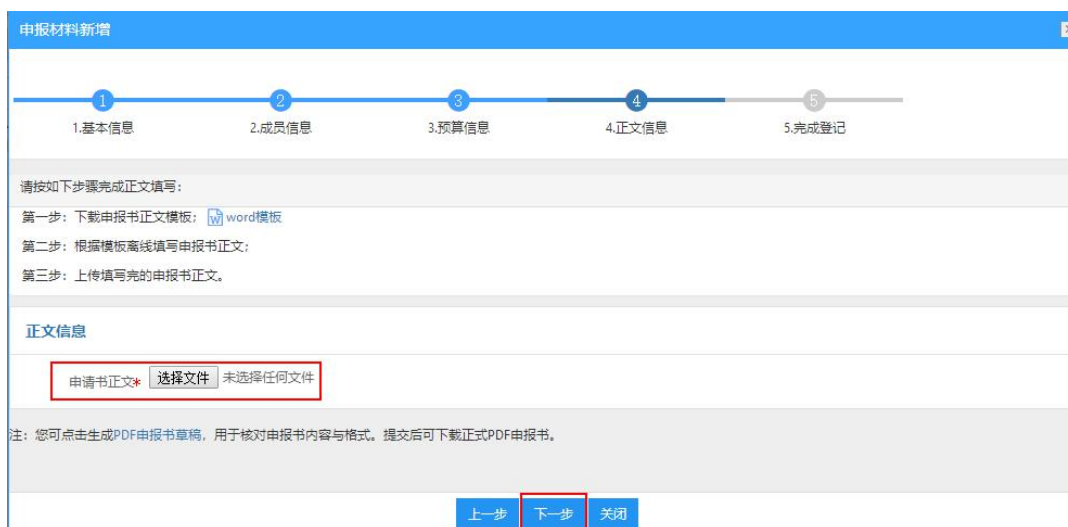 申报材料新增
1 2 3 4 5
1.基本信息 2.成员信息 3.预算信息 4.正文信息 5.完成登记
请按如下步骤完成正文填写:
第一步:下载申报书正文模板; word模板
第二步:根据模板离线填写申报书正文;
第三步:上传填写完的申报书正文。
正文信息
申请书正文* 选择文件 未选择任何文件
注:您可点击生成PDF申报书草稿,用于核对申报书内容与格式。提交后可下载正式PDF申报书。
上一步 下一步 关闭